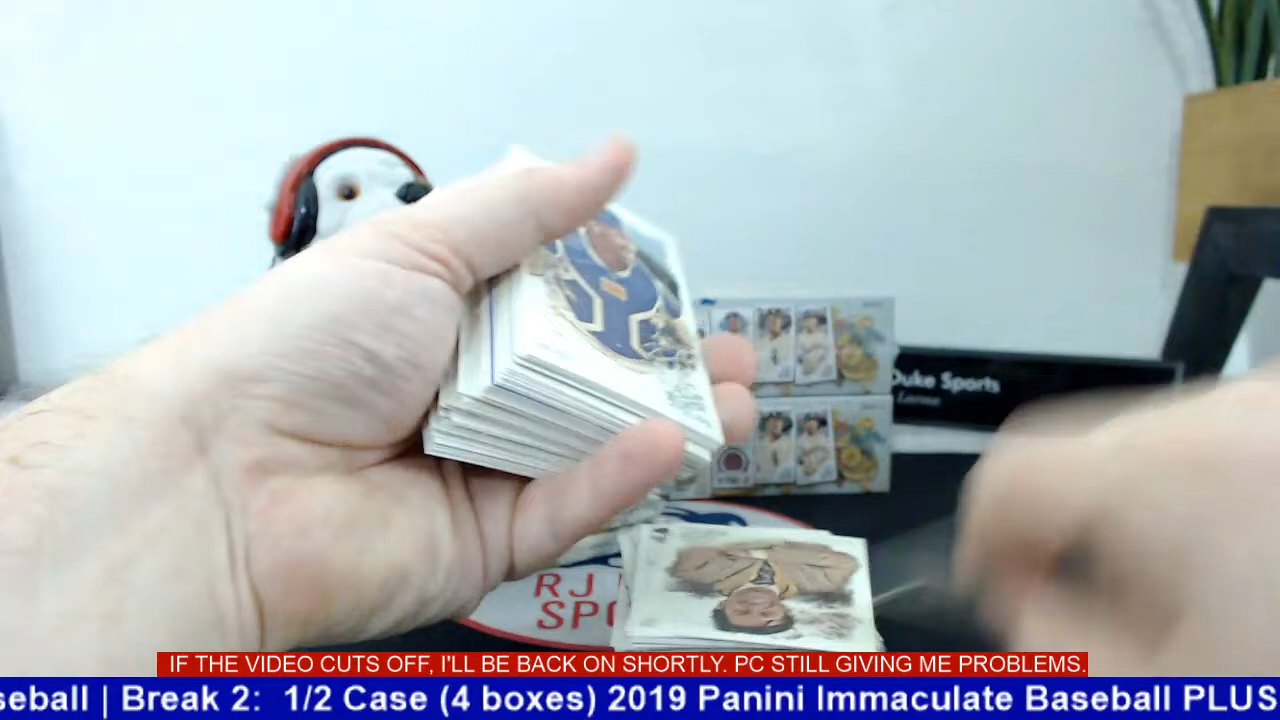 Duke Sports
RJ
SPO
IF THE VIDEO CUTS OFF, I'LL BE BACK ON SHORTLY. PC STILL GIVING ME PROBLEMS.
seball | Break 2: 1/2 Case (4 boxes) 2019 Panini Immaculate Baseball PLUS